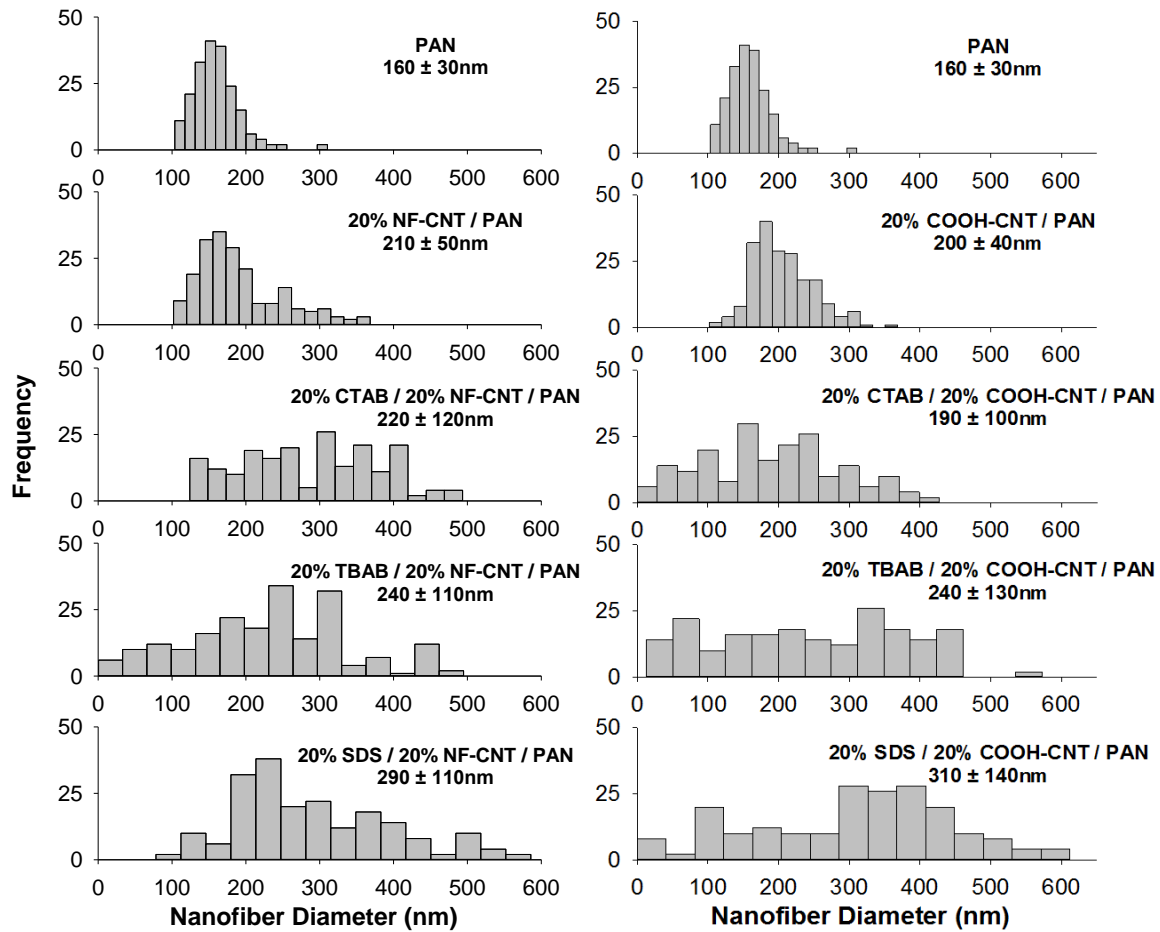 Frequency
50
25
0
PAN
160 ± 30nm
0 100 200 300 400 500 600
50
25
0
20% NF-CNT / PAN
210 ± 50nm
0 100 200 300 400 500 600
50
25
0
20% CTAB / 20% NF-CNT / PAN
220 ± 120nm
0 100 200 300 400 500 600
50
25
0
20% TBAB / 20% NF-CNT / PAN
240 ± 110nm
0 100 200 300 400 500 600
50
25
0
20% SDS / 20% NF-CNT / PAN
290 ± 110nm
0 100 200 300 400 500 600
Nanofiber Diameter (nm)
50
25
0
PAN
160 ± 30nm
0 100 200 300 400 500 600
50
25
0
20% COOH-CNT / PAN
200 ± 40nm
0 100 200 300 400 500 600
50
25
0
20% CTAB / 20% COOH-CNT / PAN
190 ± 100nm
0 100 200 300 400 500 600
50
25
0
20% TBAB / 20% COOH-CNT / PAN
240 ± 130nm
0 100 200 300 400 500 600
50
25
0
20% SDS / 20% COOH-CNT / PAN
310 ± 140nm
0 100 200 300 400 500 600
Nanofiber Diameter (nm)